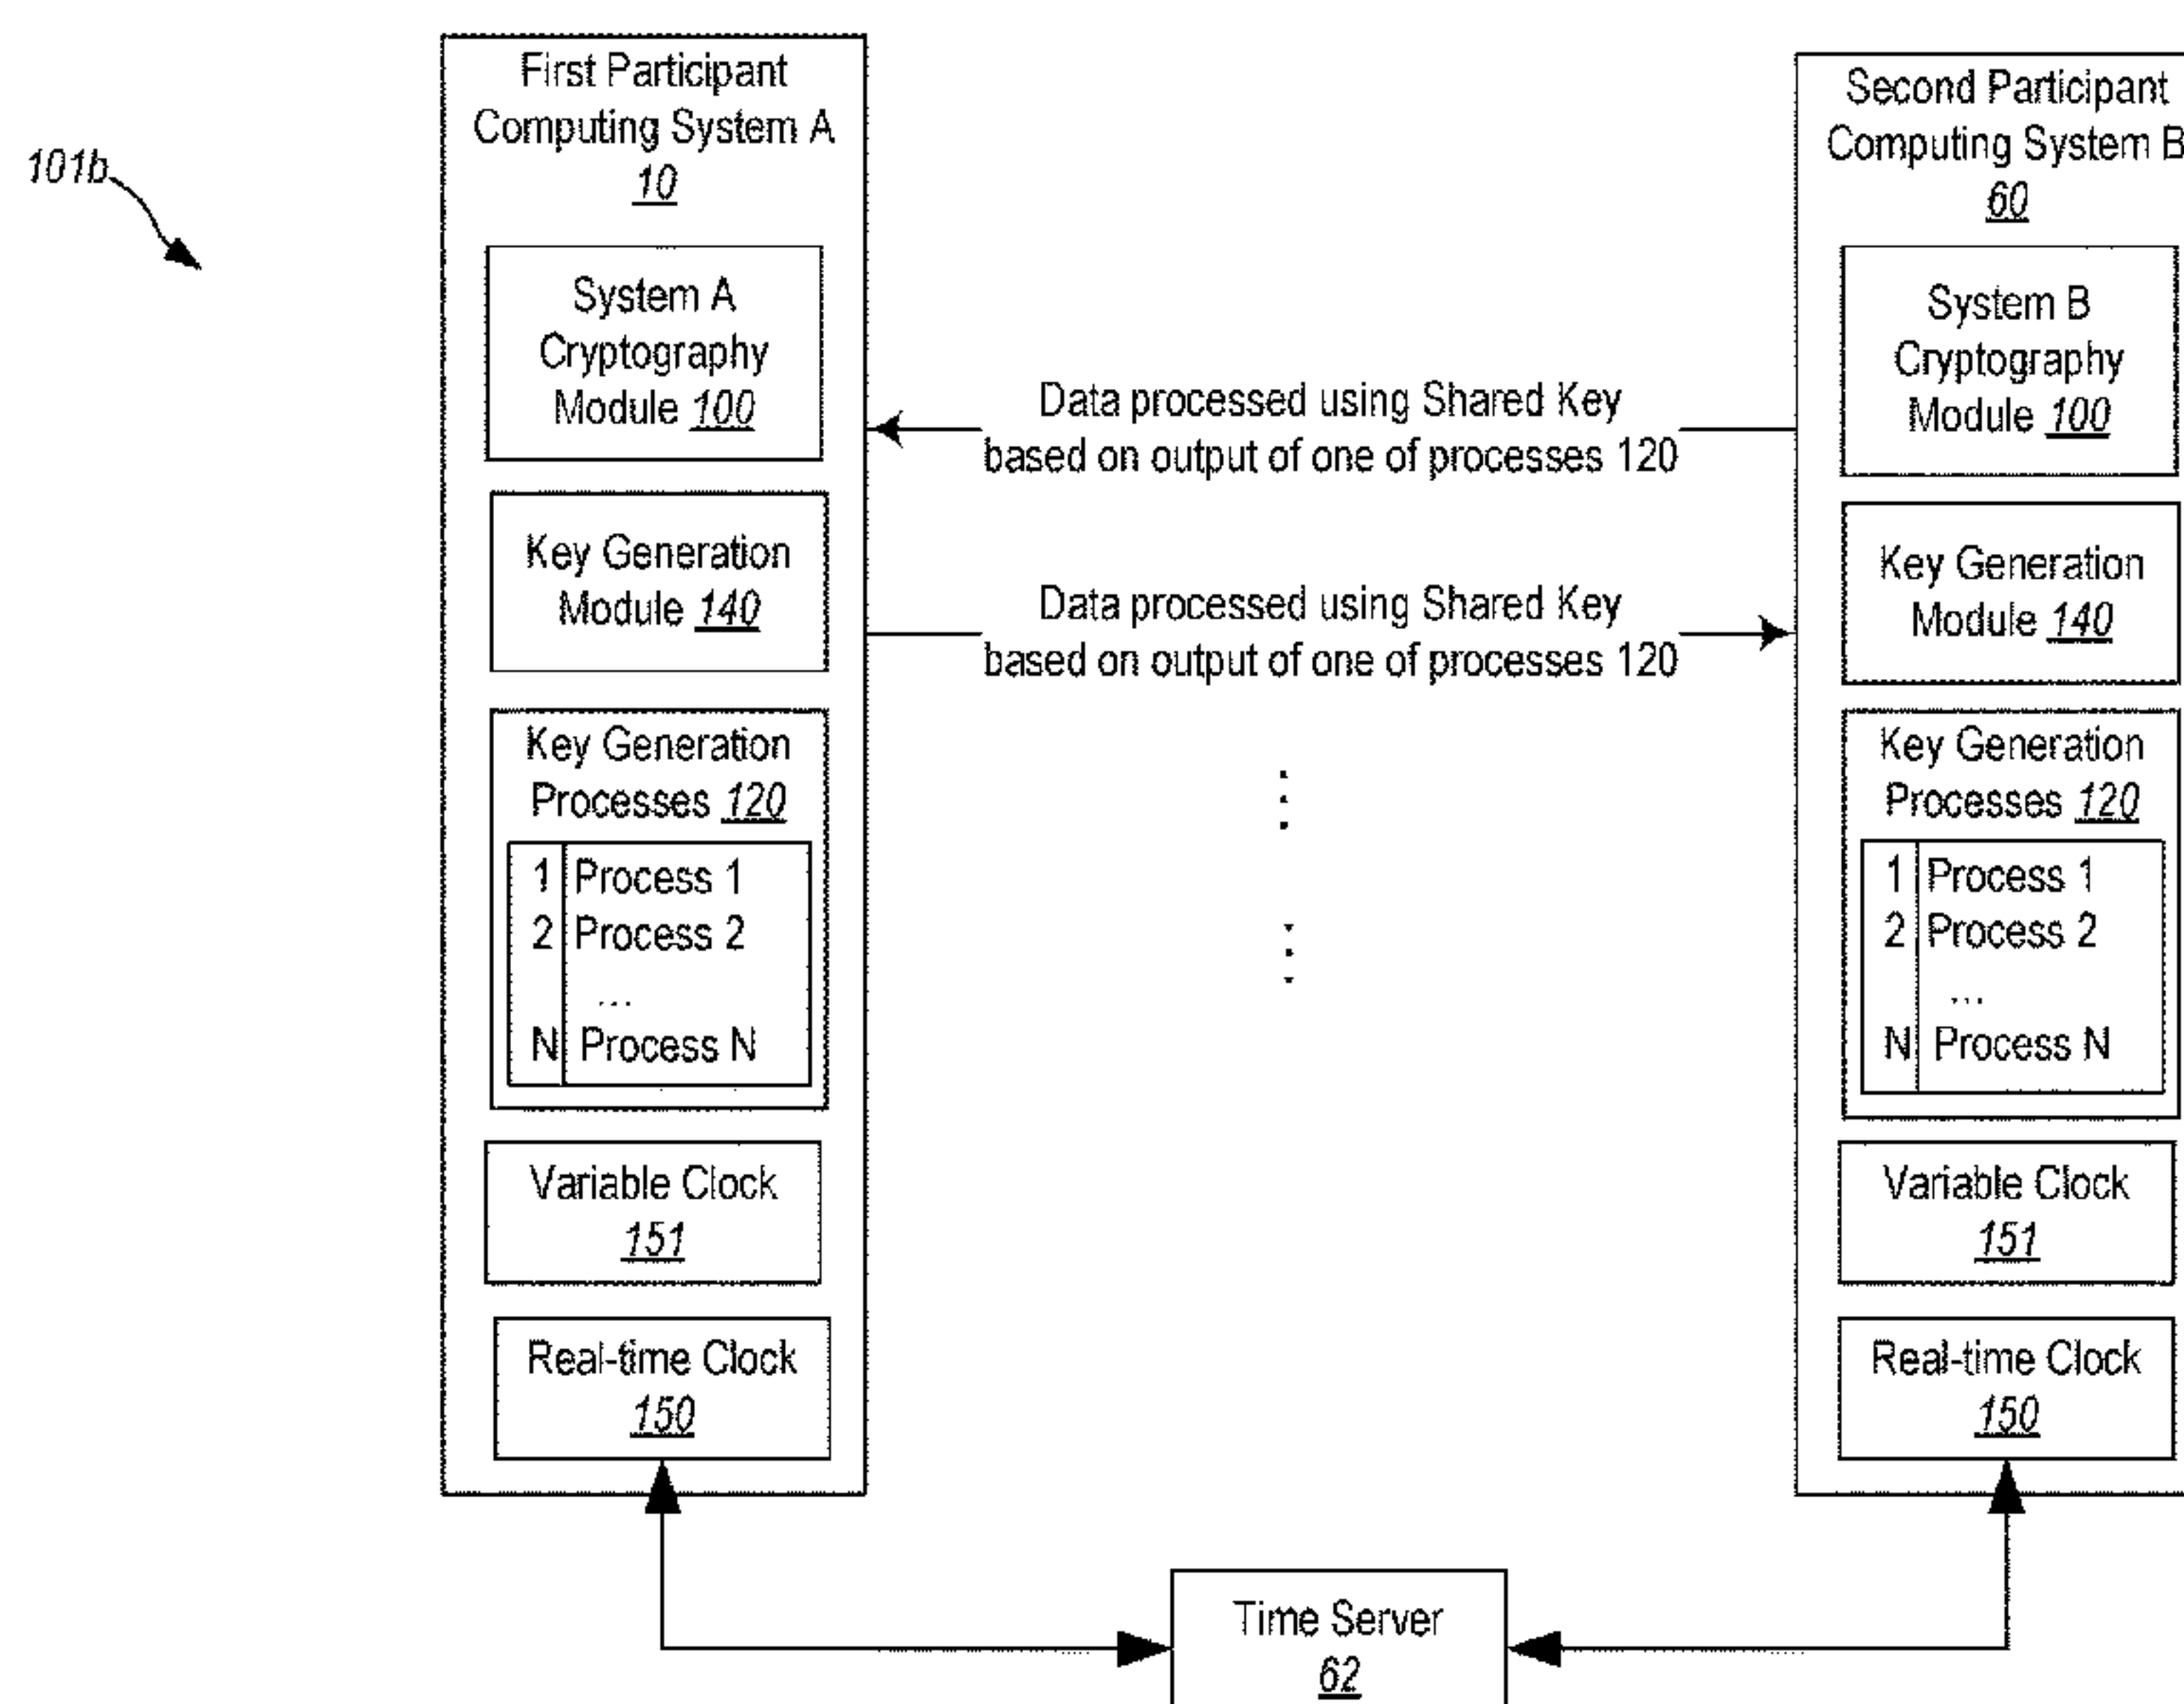 101b
First Participant
Computing System A
10
System A
Cryptography
Module 100
Key Generation
Module 140
Key Generation
Processes 120
1 Process 1
2 Process 2
...
N Process N
Variable Clock
151
Real-time Clock
150
Data processed using Shared Key
based on output of one of processes 120
Data processed using Shared Key
based on output of one of processes 120
Second Participant
Computing System B
60
System B
Cryptography
Module 100
Key Generation
Module 140
Key Generation
Processes 120
1 Process 1
2 Process 2
...
N Process N
Variable Clock
151
Real-time Clock
150
Time Server
62